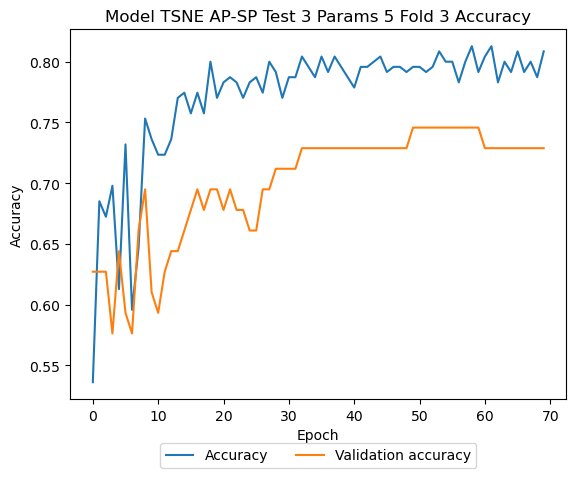 Model TSNE AP-SP Test 3 Params 5 Fold 3 Accuracy
Accuracy
0.80
0.75
0.70
0.65
0.60
0.55
0 10 20 30 40 50 60 70
Epoch
Accuracy Validation accuracy